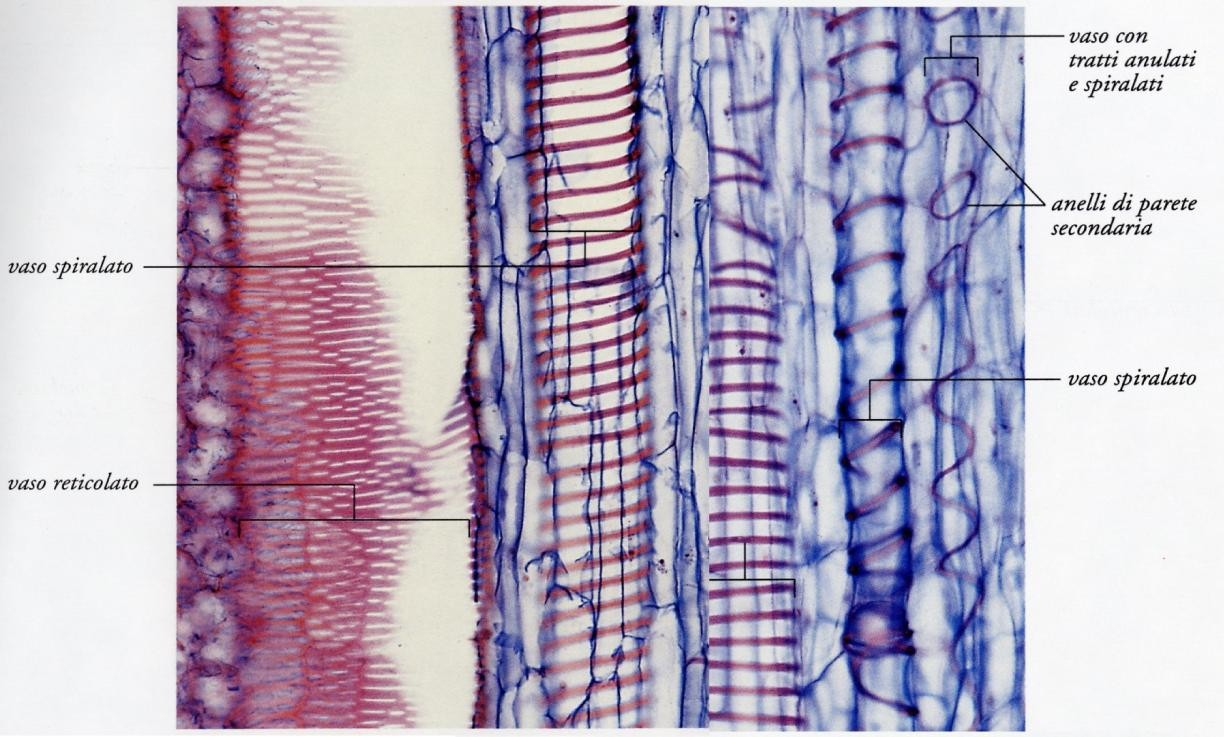 vaso con
tratti anulati
e spiralati
anelli di parete
secondaria
vaso spiralato
vaso reticolato
vaso spiralato